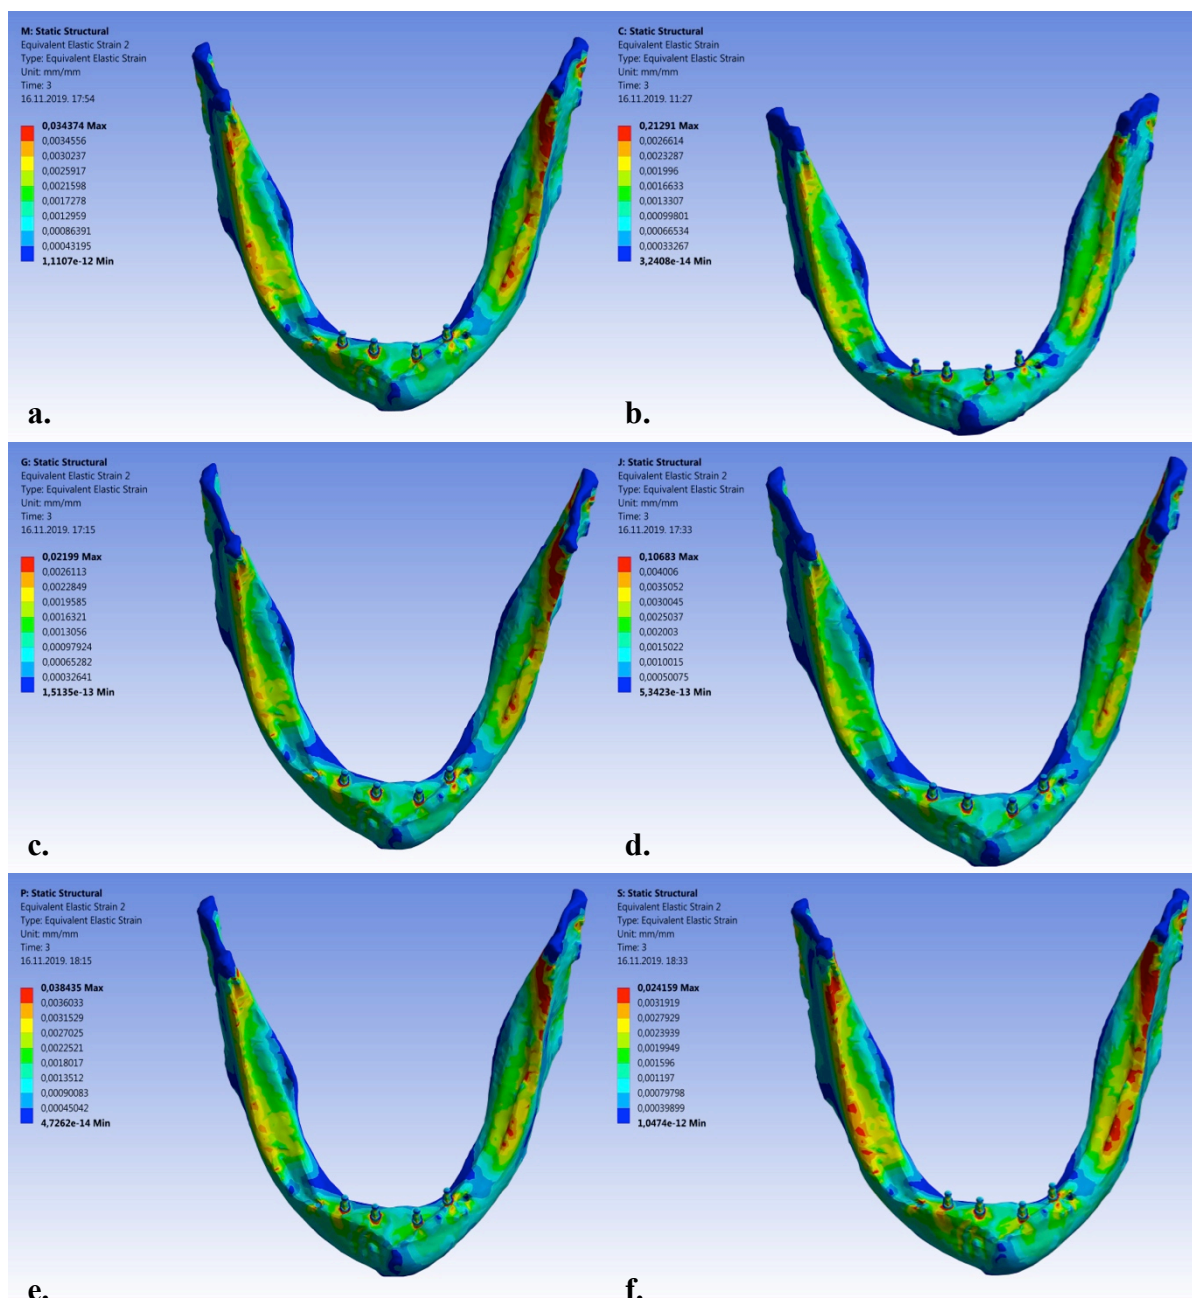 M: Static Structural
Equivalent Elastic Strain 2
Type: Equivalent Elastic Strain
Unit: mm/mm
Time: 3
16.11.2019. 17:54
0,034374 Max
0,0034556
0,0030237
0,0025917
0,0021598
0,0017278
0,0012959
0,00086391
0,00043195
1,1107e-12 Min
a.
C: Static Structural
Equivalent Elastic Strain
Type: Equivalent Elastic Strain
Unit: mm/mm
Time: 3
16.11.2019. 11:27
0,21291 Max
0,0026614
0,0023287
0,001996
0,0016633
0,0013307
0,00099801
0,00066534
0,00033267
3,2408e-14 Min
b.
G: Static Structural
Equivalent Elastic Strain 2
Type: Equivalent Elastic Strain
Unit: mm/mm
Time: 3
16.11.2019. 17:15
0,02199 Max
0,0026113
0,0022849
0,0019585
0,0016321
0,0013056
0,00097924
0,00065282
0,00032641
1,5135e-13 Min
c.
J: Static Structural
Equivalent Elastic Strain 2
Type: Equivalent Elastic Strain
Unit: mm/mm
Time: 3
16.11.2019. 17:33
0,10683 Max
0,004006
0,0035052
0,0030045
0,0025037
0,002003
0,0015022
0,0010015
0,00050075
5,3423e-13 Min
d.
P: Static Structural
Equivalent Elastic Strain 2
Type: Equivalent Elastic Strain
Unit: mm/mm
Time: 3
16.11.2019. 18:15
0,038435 Max
0,0036033
0,0031529
0,0027025
0,0022521
0,0018017
0,0013512
0,00090083
0,00045042
4,7262e-14 Min
e.
S: Static Structural
Equivalent Elastic Strain 2
Type: Equivalent Elastic Strain
Unit: mm/mm
Time: 3
16.11.2019. 18:33
0,024159 Max
0,0031919
0,0027929
0,0023939
0,0019949
0,001596
0,001197
0,00079798
0,00039899
1,0474e-12 Min
f.